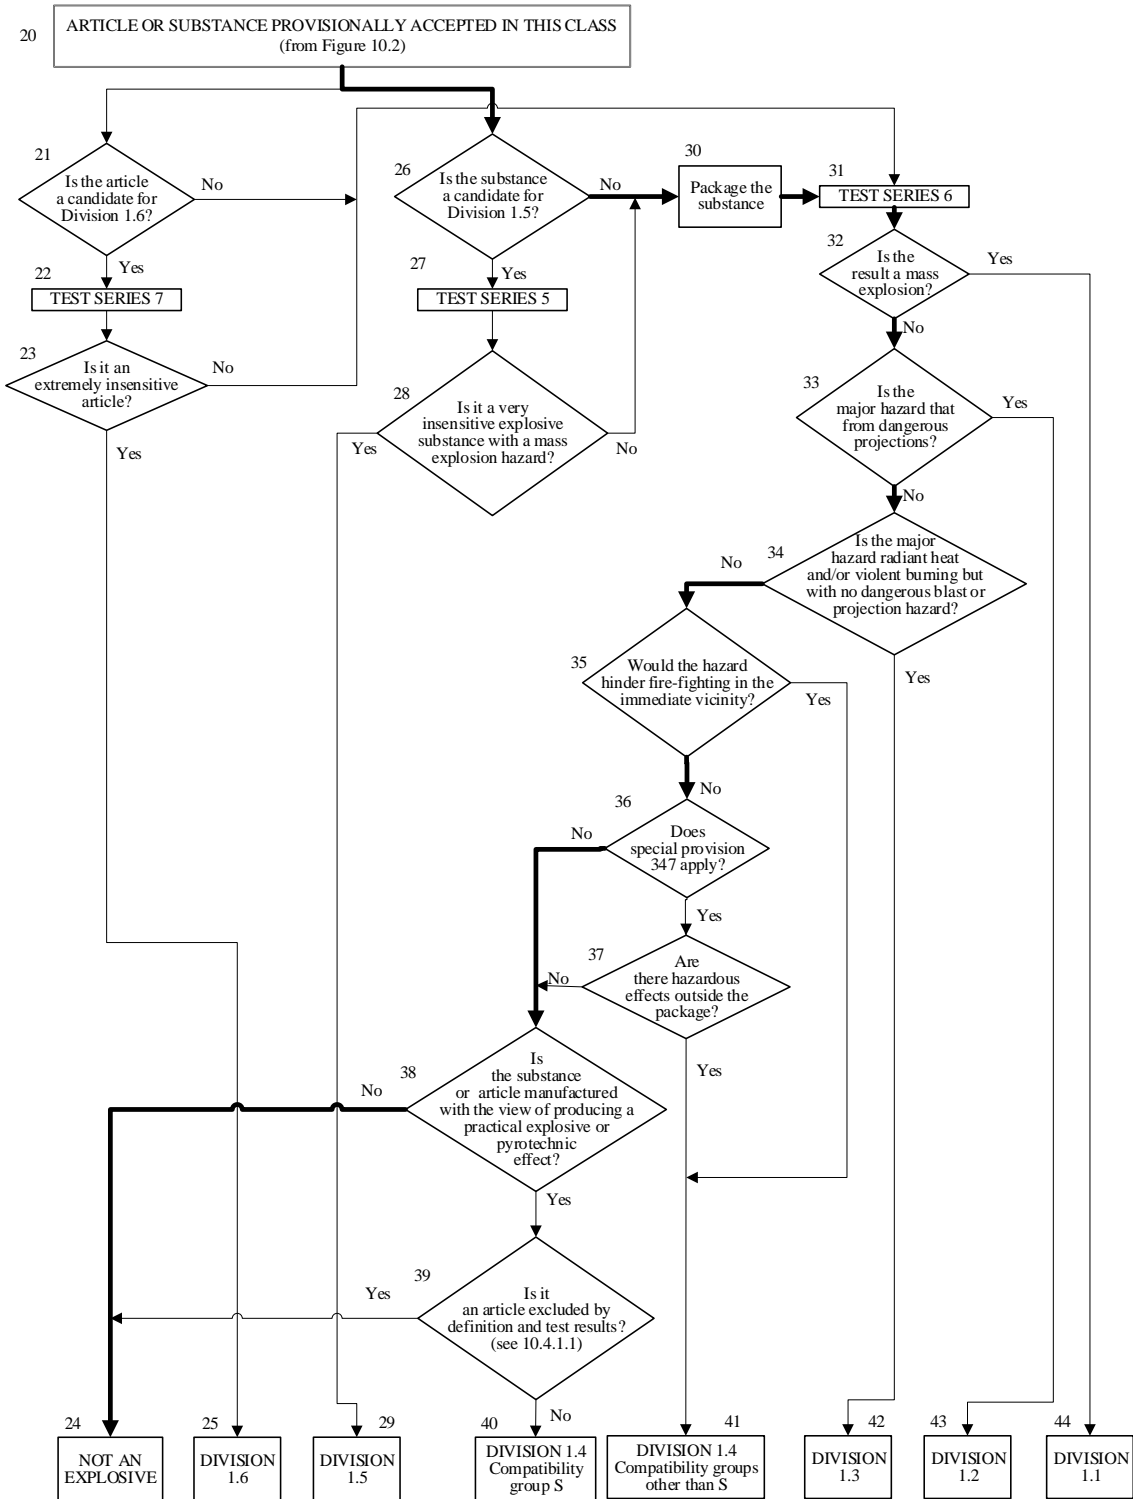 20
ARTICLE OR SUBSTANCE PROVISIONALLY ACCEPTED IN THIS CLASS
(from Figure 10.2)
21
Is the article
a candidate for
Division 1.6?
No
Yes
22
TEST SERIES 7
23
Is it an
extremely insensitive
article?
No
Yes
26
Is the substance
a candidate for
Division 1.5?
No
Yes
27
TEST SERIES 5
28
Is it a very
insensitive explosive
substance with a mass
explosion hazard?
Yes
No
30
Package the
substance
31
TEST SERIES 6
32
Is the
result a mass
explosion?
Yes
No
33
Is the
major hazard that
from dangerous
projections?
Yes
No
34
Is the major
hazard radiant heat
and/or violent burning but
with no dangerous blast or
projection hazard?
No
Yes
35
Would the hazard
hinder fire-fighting in the
immediate vicinity?
Yes
No
36
Does
special provision
347 apply?
No
Yes
37
Are
there hazardous
effects outside the
package?
No
Yes
38
Is
the substance
or article manufactured
with the view of producing a
practical explosive or
pyrotechnic
effect?
No
Yes
39
Is it
an article excluded by
definition and test results?
(see 10.4.1.1)
Yes
No
24
NOT AN
EXPLOSIVE
25
DIVISION
1.6
29
DIVISION
1.5
40
DIVISION 1.4
Compatibility
group S
41
DIVISION 1.4
Compatibility groups
other than S
42
DIVISION
1.3
43
DIVISION
1.2
44
DIVISION
1.1